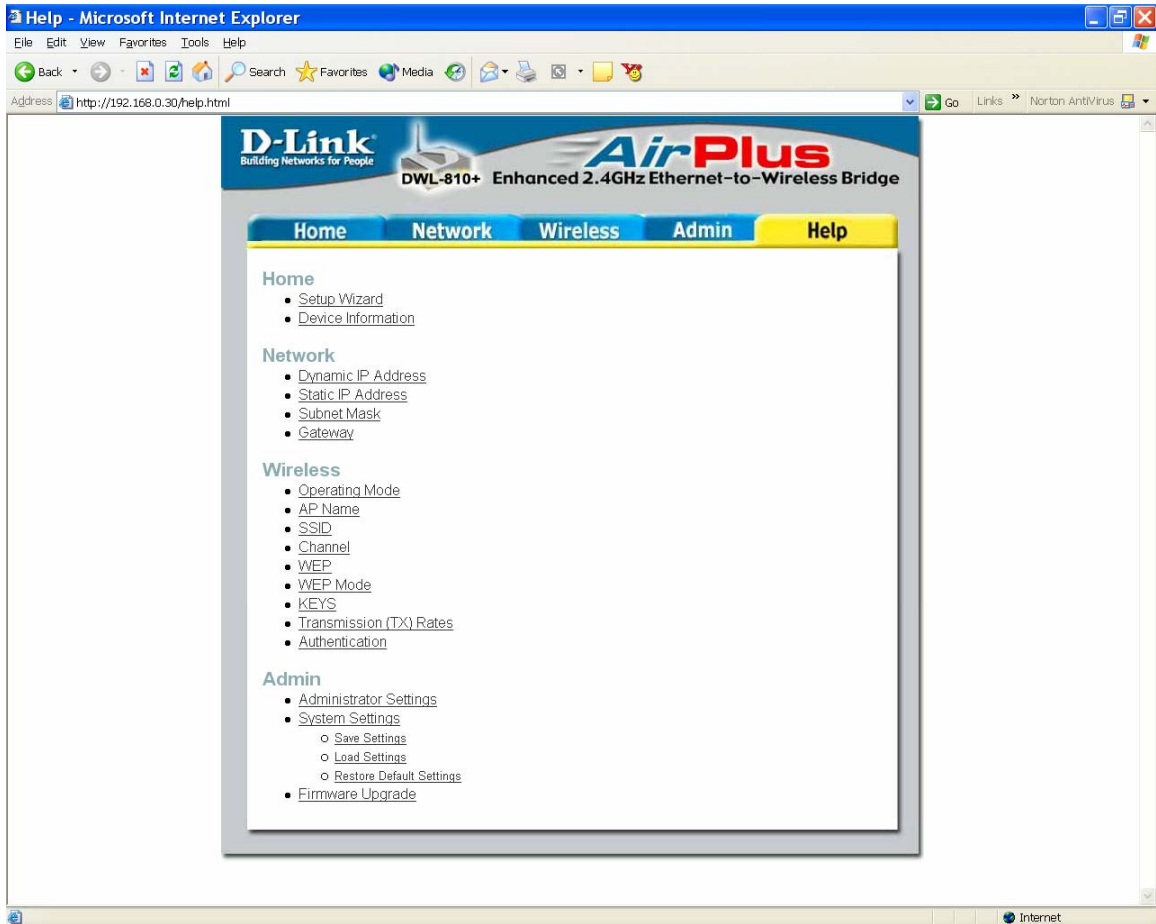 Help - Microsoft Internet Explorer
File Edit View Favorites Tools Help
Back Search Favorites Media
Address http://192.168.0.30/help.html Go Links » Norton AntiVirus
D-Link
Building Networks for People
AirPlus
DWL-810+ Enhanced 2.4GHz Ethernet-to-Wireless Bridge
Home Network Wireless Admin Help
Home
Setup Wizard
Device Information
Network
Dynamic IP Address
Static IP Address
Subnet Mask
Gateway
Wireless
Operating Mode
AP Name
SSID
Channel
WEP
WEP Mode
KEYS
Transmission (TX) Rates
Authentication
Admin
Administrator Settings
System Settings
Save Settings
Load Settings
Restore Default Settings
Firmware Upgrade
Internet